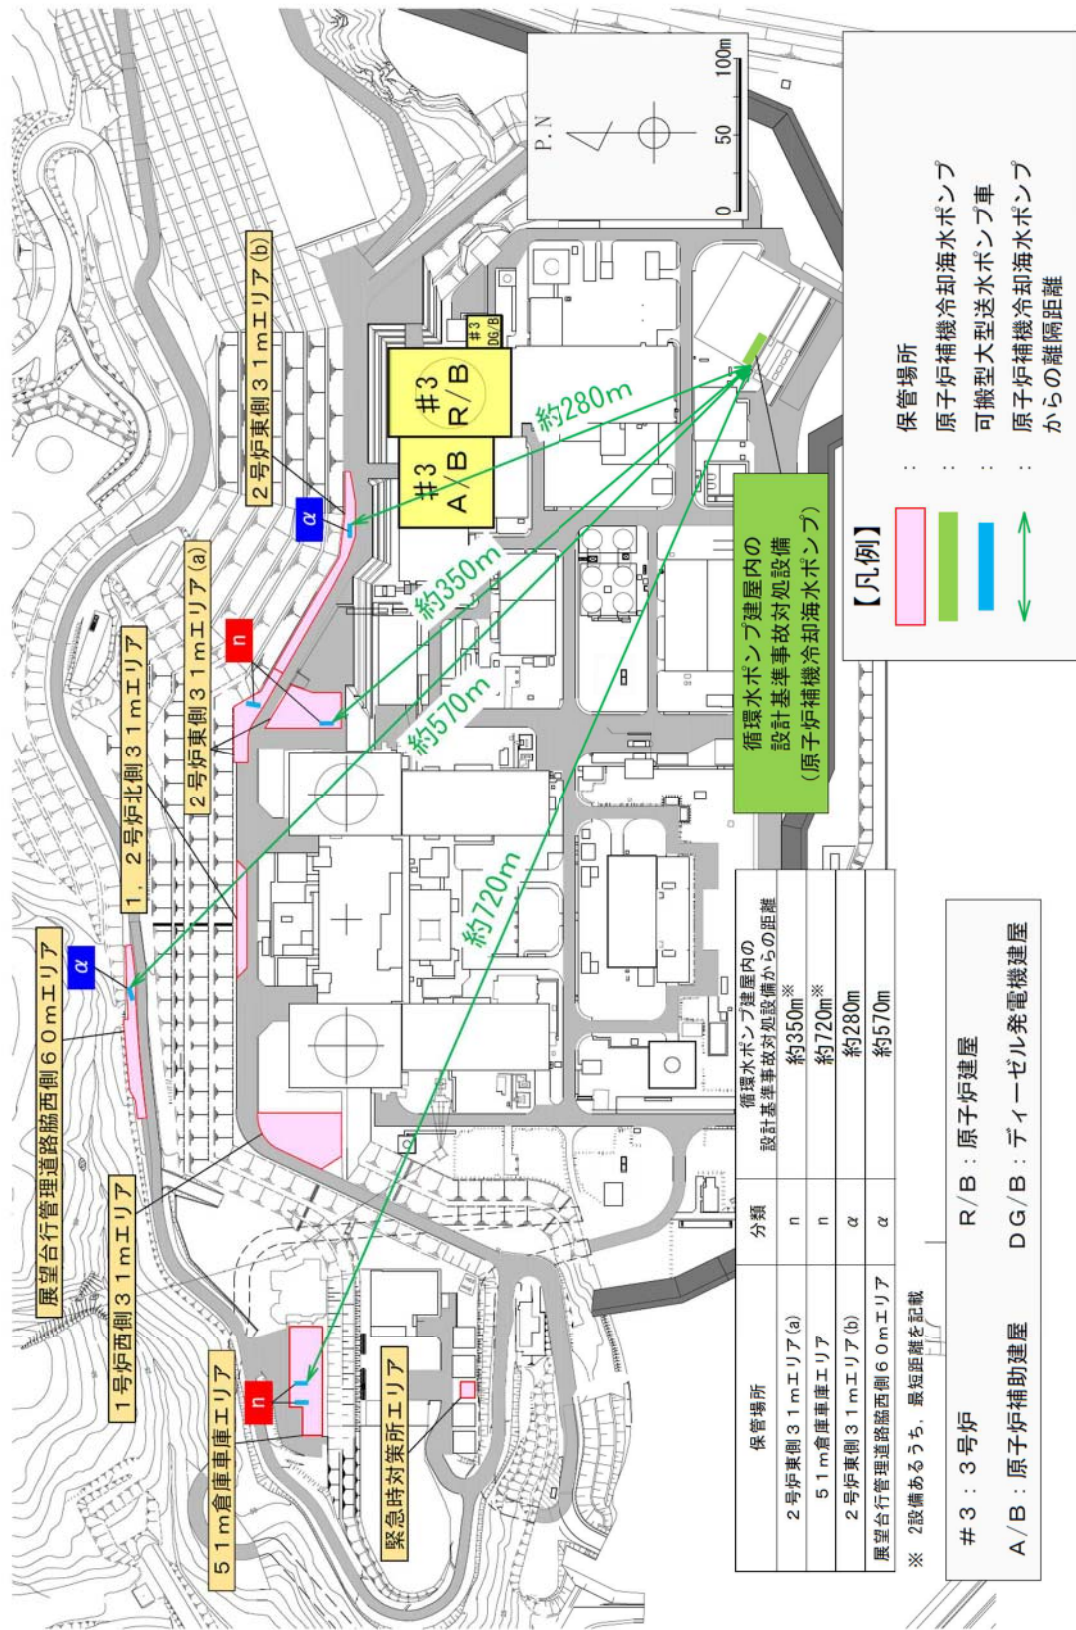 展望台行管理道路脇西側60mエリア
α
1,2号炉北側31mエリア
2号炉東側31mエリア(a)
n
2号炉東側31mエリア(b)
α
1号炉西側31mエリア
51m倉庫車庫エリア
n
緊急時対策所エリア
#3
A/B
#3
R/B
#3
DG/B
約280m
約350m
約570m
約720m
P.N
0 50 100m
循環水ポンプ建屋内の
設計基準事故対処設備
(原子炉補機冷却海水ポンプ)
【凡例】
: 保管場所
: 原子炉補機冷却海水ポンプ
: 可搬型大型送水ポンプ車
: 原子炉補機冷却海水ポンプ
からの離隔距離
保管場所 分類 循環水ポンプ建屋内の
設計基準事故対処設備からの距離
2号炉東側31mエリア(a) n 約350m※
51m倉庫車庫エリア n 約720m※
2号炉東側31mエリア(b) α 約280m
展望台行管理道路脇西側60mエリア α 約570m
※ 2設備あるうち,最短距離を記載
#3:3号炉 R/B:原子炉建屋
A/B:原子炉補助建屋 DG/B:ディーゼル発電機建屋